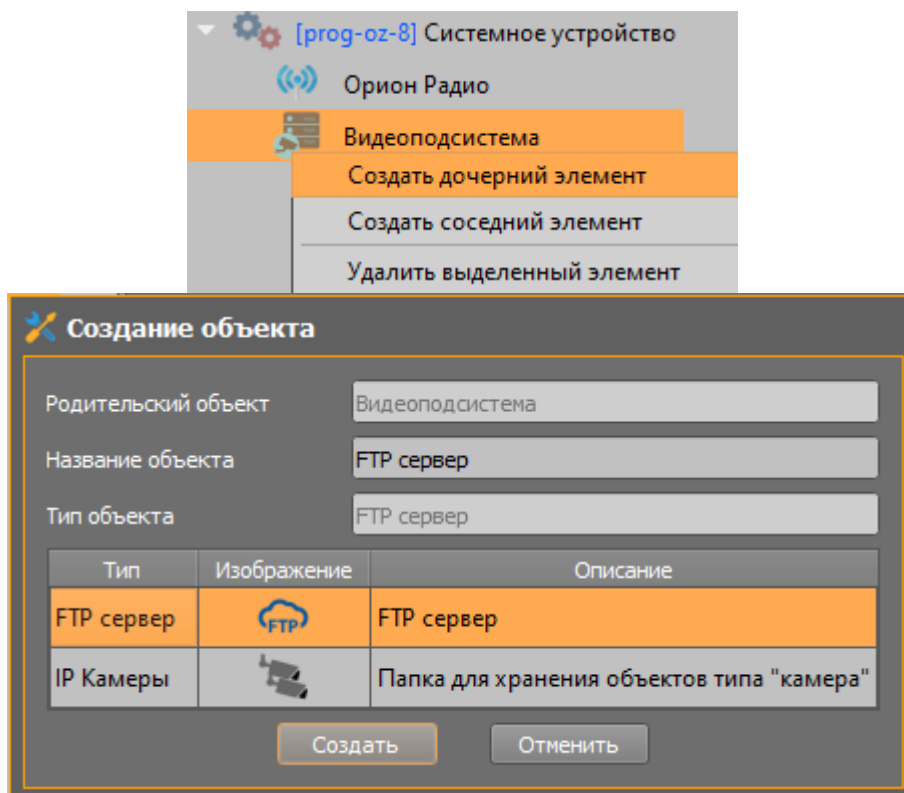 [prog-oz-8] Системное устройство
Орион Радио
Видеоподсистема
Создать дочерний элемент
Создать соседний элемент
Удалить выделенный элемент
Создание объекта
Родительский объект Видеоподсистема
Название объекта FTP сервер
Тип объекта FTP сервер
Тип Изображение Описание
FTP сервер FTP FTP сервер
IP Камеры Папка для хранения объектов типа "камера"
Создать Отменить